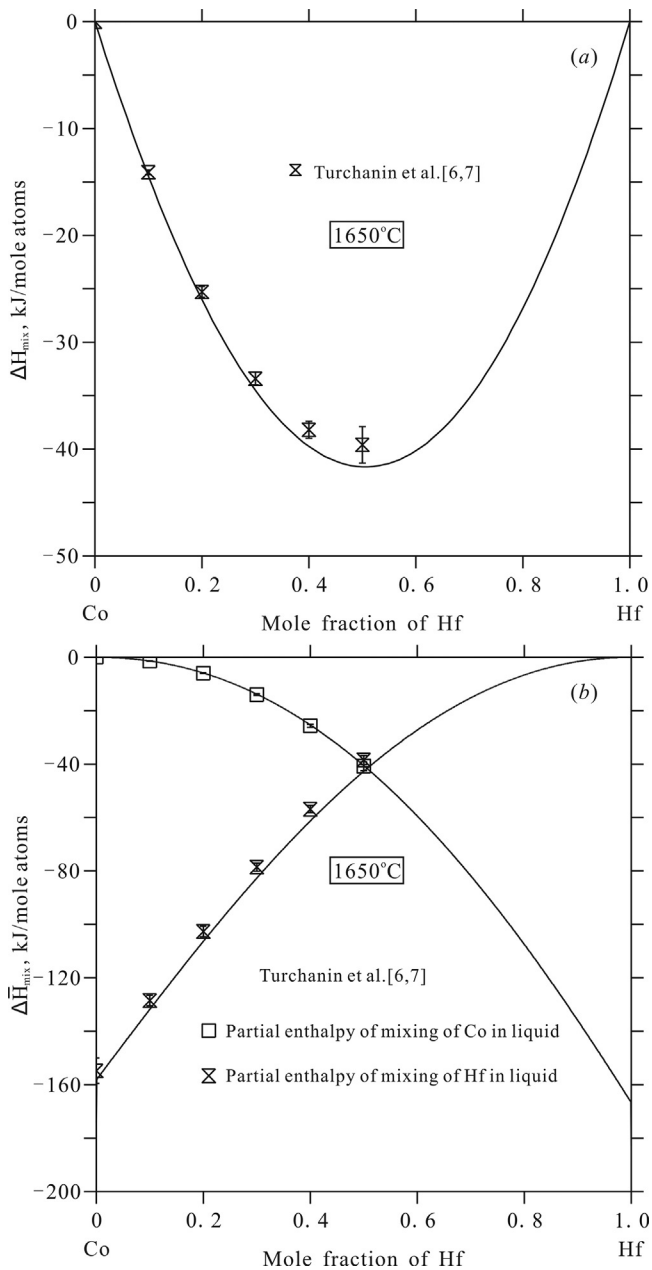 0
(a)
−10
Turchanin et al.[6,7]
1650°C
−20
−30
−40
−50
ΔHmix, kJ/mole atoms
0 0.2 0.4 0.6 0.8 1.0
Co Mole fraction of Hf Hf
0
(b)
−40
1650°C
−80
−120
−160
−200
ΔH̅mix, kJ/mole atoms
Turchanin et al.[6,7]
Partial enthalpy of mixing of Co in liquid
Partial enthalpy of mixing of Hf in liquid
0 0.2 0.4 0.6 0.8 1.0
Co Mole fraction of Hf Hf